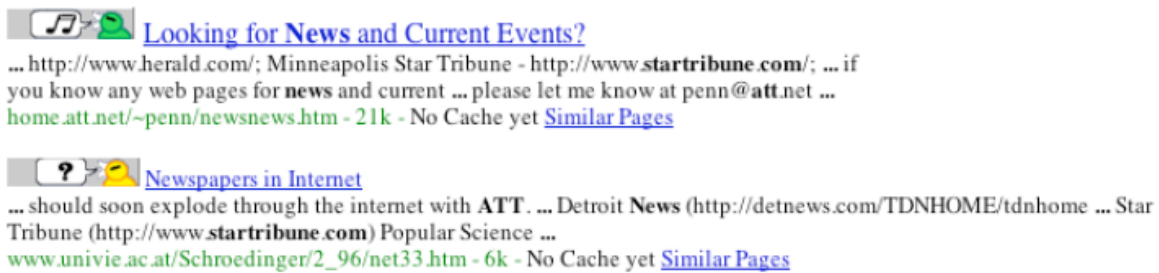 Looking for News and Current Events?
... http://www.herald.com/; Minneapolis Star Tribune - http://www.startribune.com/; ... if
you know any web pages for news and current ... please let me know at penn@att.net ...
home.att.net/~penn/newsnews.htm - 21k - No Cache yet Similar Pages
? Newspapers in Internet
... should soon explode through the internet with ATT. ... Detroit News (http://detnews.com/TDNHOME/tdnhome ... Star
Tribune (http://www.startribune.com) Popular Science ...
www.univie.ac.at/Schroedinger/2_96/net33.htm - 6k - No Cache yet Similar Pages